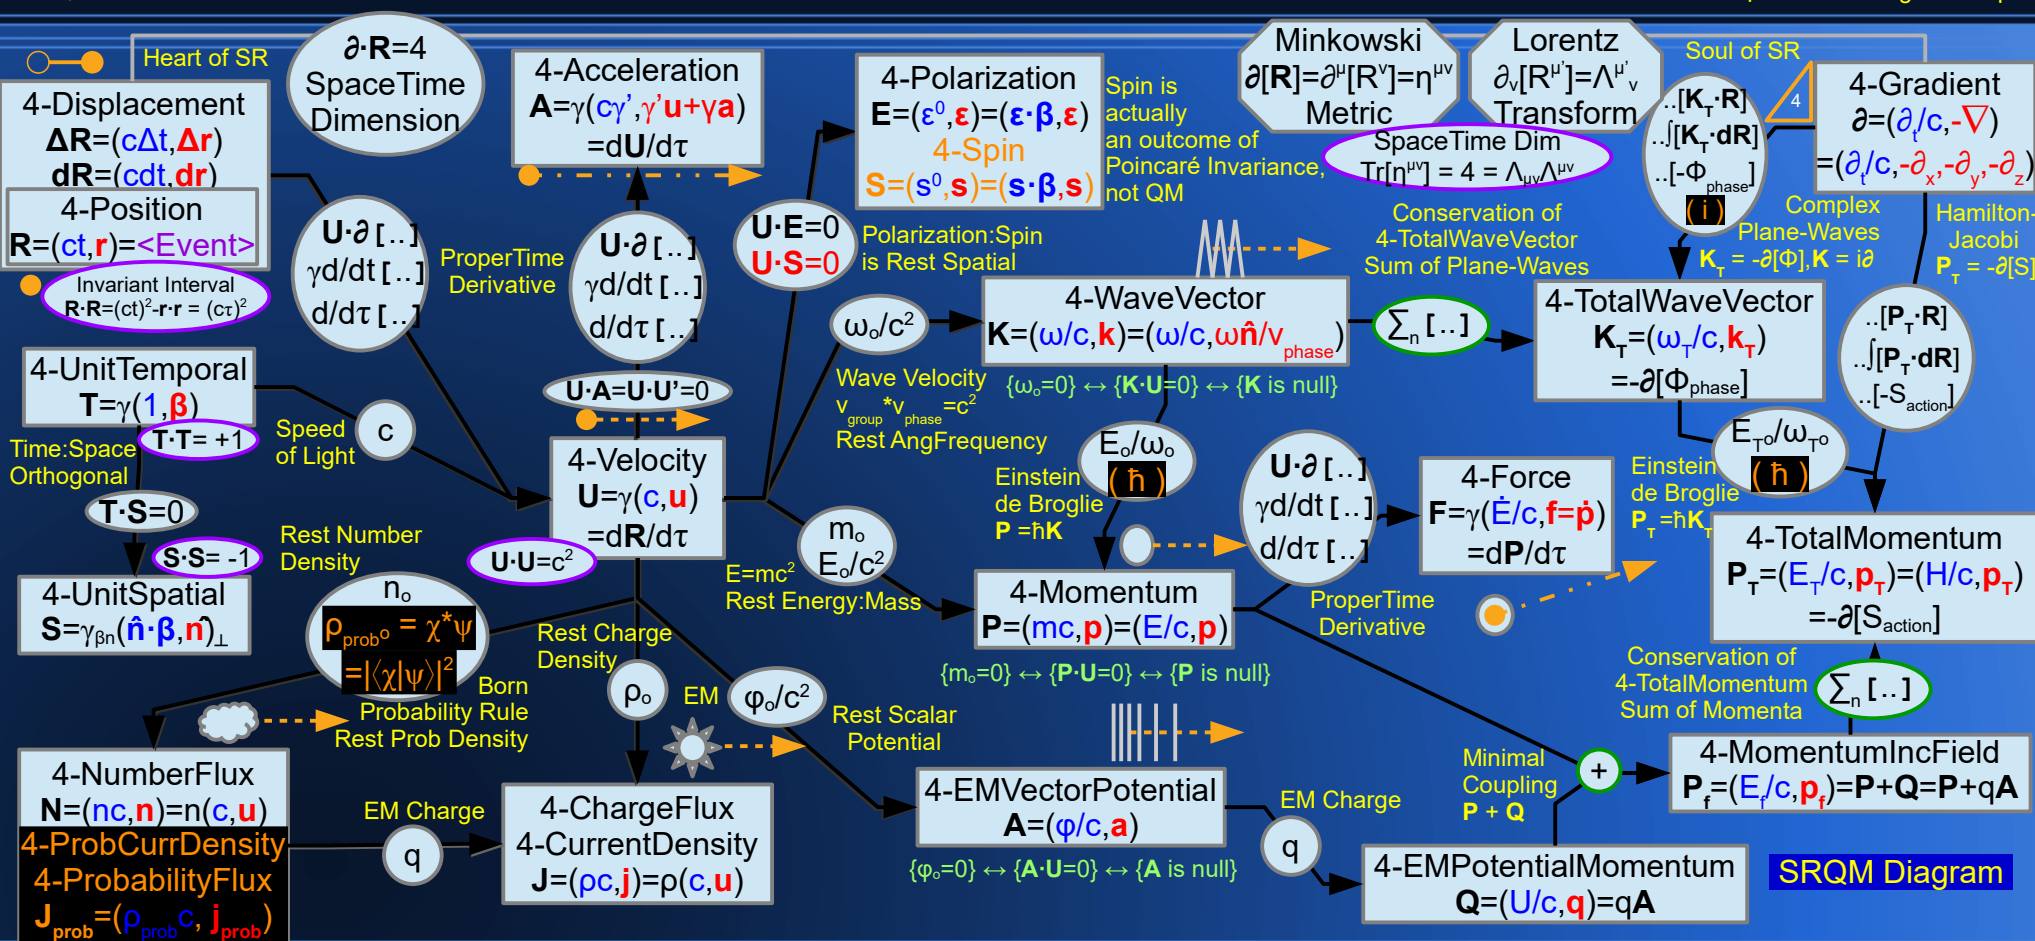 Heart of SR
4-Displacement
ΔR=(cΔt,Δr)
dR=(cdt,dr)
4-Position
R=(ct,r)=<Event>
Invariant Interval
R·R=(ct)²-r·r = (cτ)²
∂·R=4
SpaceTime
Dimension
4-Acceleration
A=γ(cγ’,γ’u+γa)
=dU/dτ
4-Polarization
E=(ε⁰,ε)=(ε·β,ε)
4-Spin
S=(s⁰,s)=(s·β,s)
Spin is
actually
an outcome of
Poincaré Invariance,
not QM
Minkowski
∂[R]=∂^μ[R^ν]=η^μν
Metric
Lorentz
∂_ν[R^μ’]=Λ^μ’_ν
Transform
SpaceTime Dim
Tr[η^μν] = 4 = Λ_μνΛ^μν
Soul of SR
..[K_T·R]
..∫[K_T·dR]
..[-Φ_phase]
( i )
4
4-Gradient
∂=(∂_t/c,-∇)
=(∂_t/c,-∂_x,-∂_y,-∂_z)
U·∂ [..]
γd/dt [..]
d/dτ [..]
ProperTime
Derivative
U·∂ [..]
γd/dt [..]
d/dτ [..]
U·E=0
U·S=0
Polarization:Spin
is Rest Spatial
Conservation of
4-TotalWaveVector
Sum of Plane-Waves
Complex
Plane-Waves
K_T = -∂[Φ],K = i∂
Hamilton-
Jacobi
P_T = -∂[S]
4-UnitTemporal
T=γ(1,β)
T·T= +1
Time:Space
Orthogonal
T·S=0
S·S= -1
4-UnitSpatial
S=γ_βn(n̂·β,n̂)_⊥
Speed
of Light
c
U·A=U·U’=0
4-Velocity
U=γ(c,u)
=dR/dτ
U·U=c²
ω_o/c²
4-WaveVector
K=(ω/c,k)=(ω/c,ωn̂/v_phase)
{ω_o=0} ↔ {K·U=0} ↔ {K is null}
Wave Velocity
v_group*v_phase=c²
Rest AngFrequency
∑_n [..]
4-TotalWaveVector
K_T=(ω_T/c,k_T)
=-∂[Φ_phase]
..[P_T·R]
..∫[P_T·dR]
..[-S_action]
E_o/ω_o
( ħ )
Einstein
de Broglie
P =ħK
U·∂ [..]
γd/dt [..]
d/dτ [..]
ProperTime
Derivative
4-Force
F=γ(Ė/c,f=ṗ)
=dP/dτ
Einstein
de Broglie
P_T =ħK_T
E_To/ω_To
( ħ )
4-TotalMomentum
P_T=(E_T/c,p_T)=(H/c,p_T)
=-∂[S_action]
m_o
E_o/c²
E=mc²
Rest Energy:Mass
4-Momentum
P=(mc,p)=(E/c,p)
{m_o=0} ↔ {P·U=0} ↔ {P is null}
Rest Number
Density
n_o
ρ_probo = χ*ψ
=|⟨χ|ψ⟩|²
Born
Probability Rule
Rest Prob Density
Rest Charge
Density
ρ_o
EM
φ_o/c²
Rest Scalar
Potential
Conservation of
4-TotalMomentum
Sum of Momenta
∑_n [..]
4-NumberFlux
N=(nc,n)=n(c,u)
4-ProbCurrDensity
4-ProbabilityFlux
J_prob=(ρ_probc, j_prob)
EM Charge
q
4-ChargeFlux
4-CurrentDensity
J=(ρc,j)=ρ(c,u)
4-EMVectorPotential
A=(φ/c,a)
{φ_o=0} ↔ {A·U=0} ↔ {A is null}
EM Charge
q
Minimal
Coupling
P + Q
+
4-MomentumIncField
P_f=(E_f/c,p_f)=P+Q=P+qA
4-EMPotentialMomentum
Q=(U/c,q)=qA
SRQM Diagram